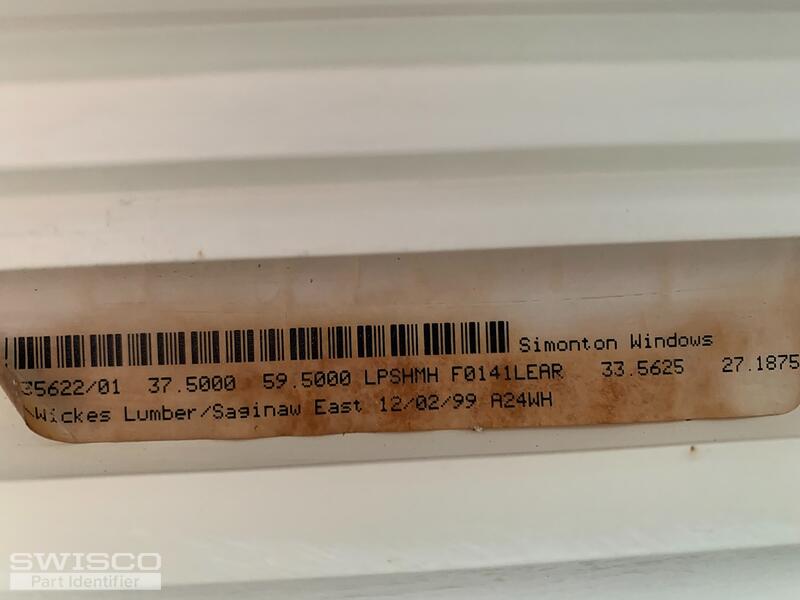 Simonton Windows
35622/01 37.5000 59.5000 LPSHMH F0141LEAR 33.5625 27.1875
Wickes Lumber/Saginaw East 12/02/99 A24WH
SWISCO
Part Identifier